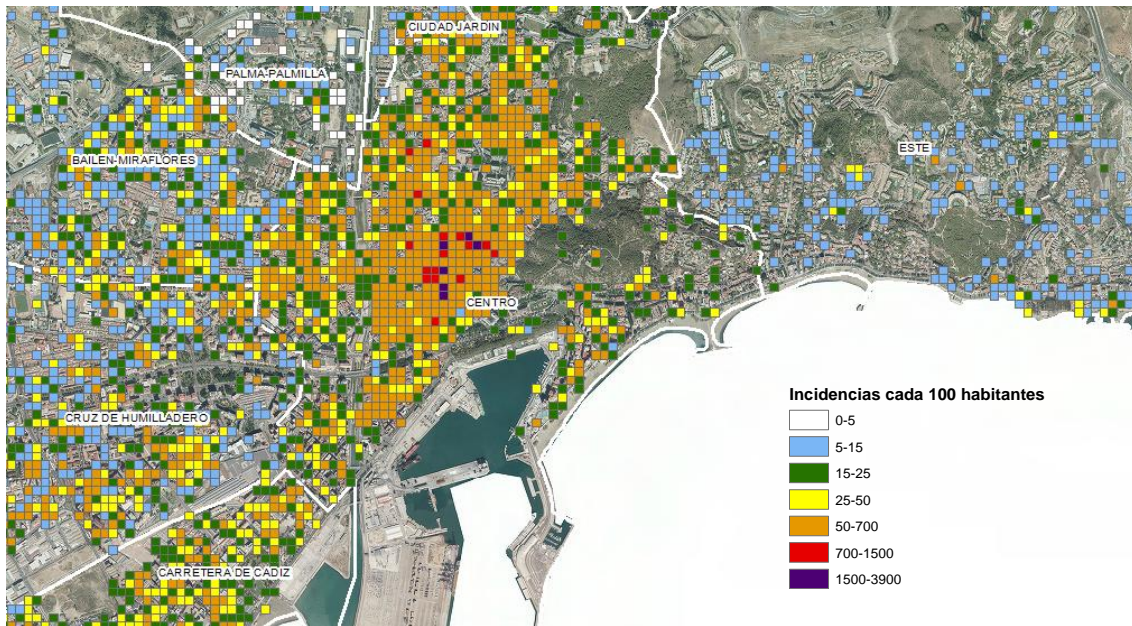 CIUDAD JARDIN
PALMA-PALMILLA
BAILEN-MIRAFLORES
ESTE
CENTRO
Incidencias cada 100 habitantes
0-5
5-15
CRUZ DE HUMILLADERO
15-25
25-50
50-700
700-1500
CARRETERA DE CADIZ
1500-3900